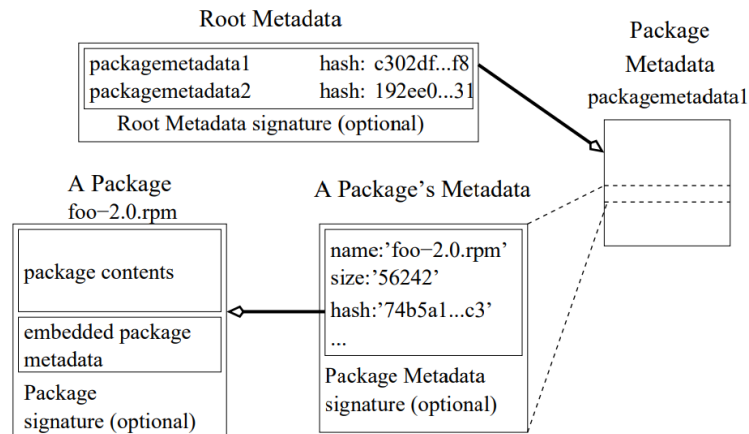 Root Metadata
packagemetadata1 hash: c302df...f8
packagemetadata2 hash: 192ee0...31
Root Metadata signature (optional)
Package
Metadata
packagemetadata1
A Package
foo−2.0.rpm
package contents
embedded package
metadata
Package
signature (optional)
A Package's Metadata
name:'foo−2.0.rpm'
size:'56242'
hash:'74b5a1...c3'
...
Package Metadata
signature (optional)